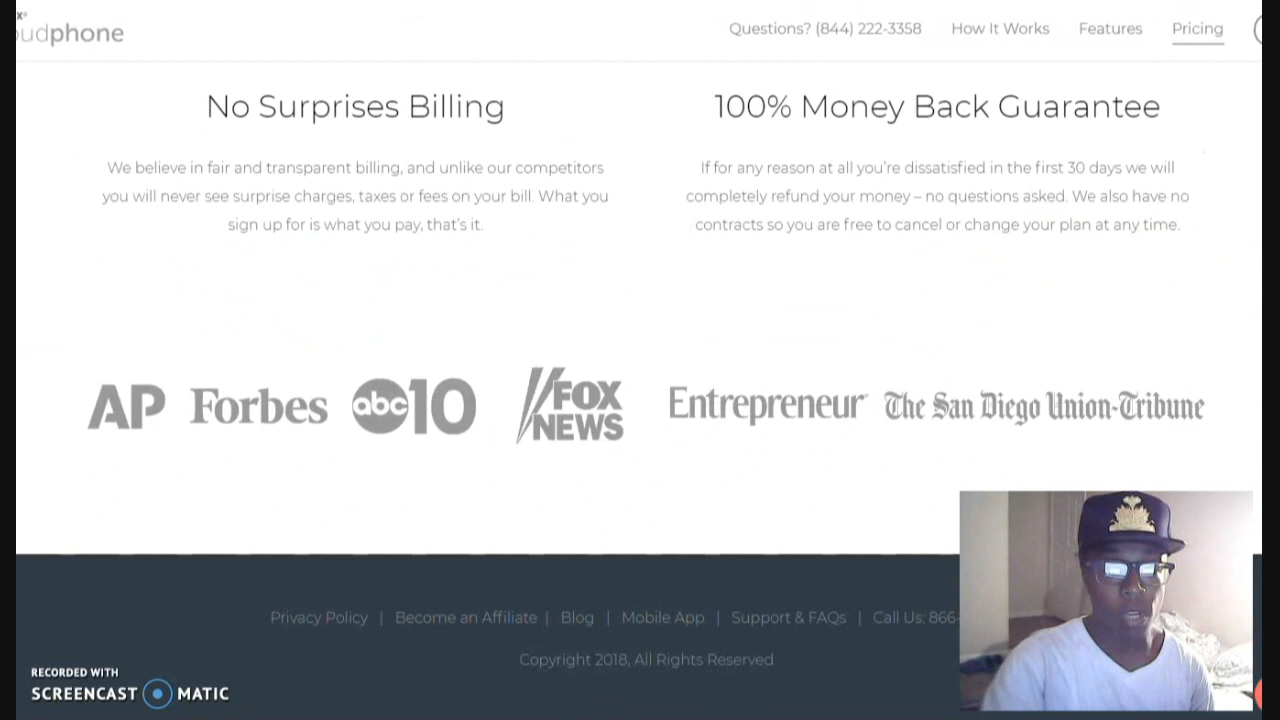 x®
oudphone
Questions? (844) 222-3358 How It Works Features Pricing
No Surprises Billing
We believe in fair and transparent billing, and unlike our competitors
you will never see surprise charges, taxes or fees on your bill. What you
sign up for is what you pay, that's it.
100% Money Back Guarantee
If for any reason at all you're dissatisfied in the first 30 days we will
completely refund your money – no questions asked. We also have no
contracts so you are free to cancel or change your plan at any time.
AP Forbes abc10 FOX NEWS Entrepreneur The San Diego Union-Tribune
Privacy Policy | Become an Affiliate | Blog | Mobile App | Support & FAQs | Call Us: 866-
Copyright 2018, All Rights Reserved
RECORDED WITH
SCREENCAST MATIC